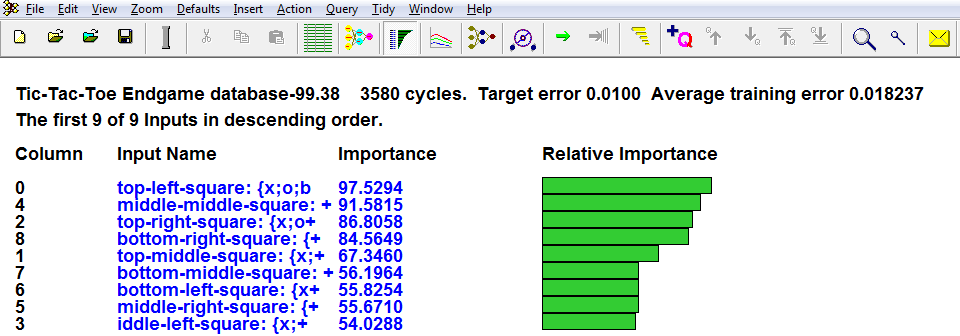 File Edit View Zoom Defaults Insert Action Query Tidy Window Help
Tic-Tac-Toe Endgame database-99.38 3580 cycles. Target error 0.0100 Average training error 0.018237
The first 9 of 9 Inputs in descending order.
Column Input Name Importance Relative Importance
0 top-left-square: {x;o;b 97.5294
4 middle-middle-square: + 91.5815
2 top-right-square: {x;o+ 86.8058
8 bottom-right-square: {+ 84.5649
1 top-middle-square: {x;+ 67.3460
7 bottom-middle-square: + 56.1964
6 bottom-left-square: {x+ 55.8254
5 middle-right-square: {+ 55.6710
3 iddle-left-square: {x;+ 54.0288